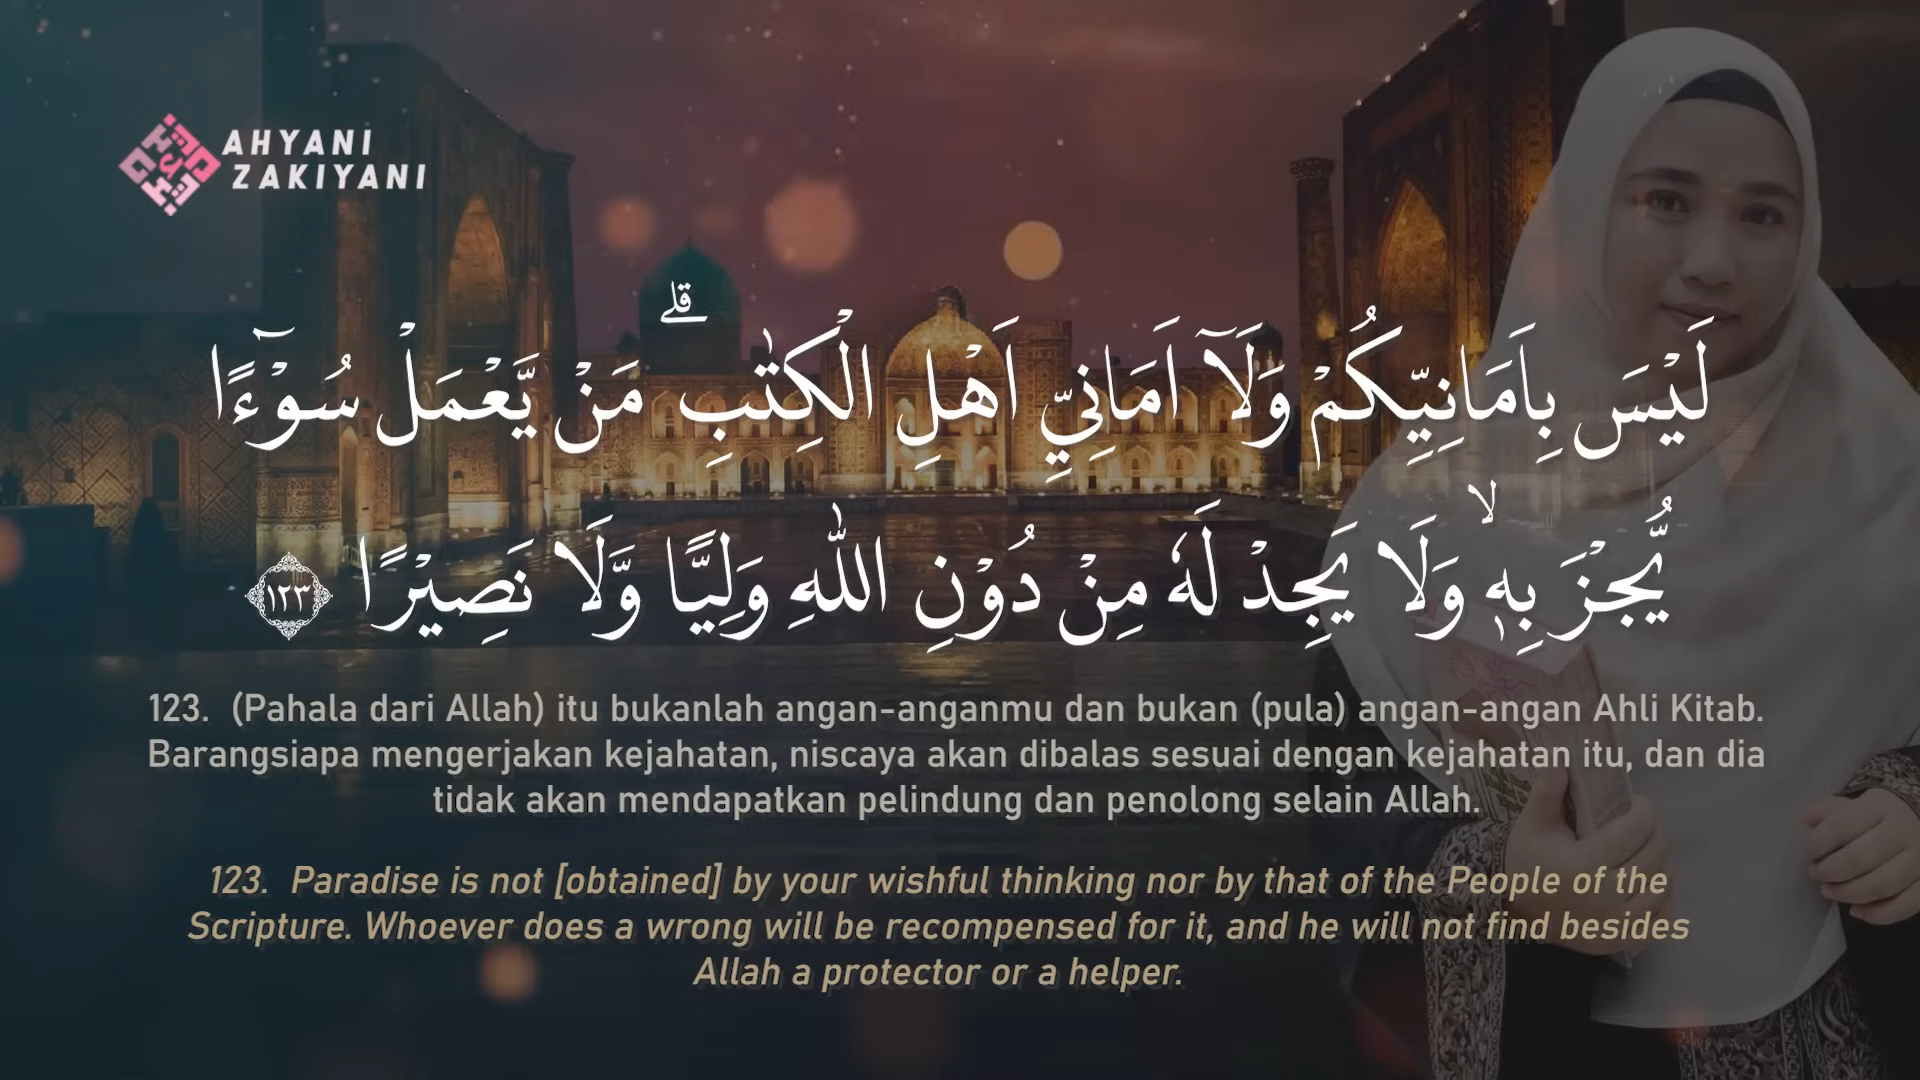 AHYANI
ZAKIYANI
لَيْسَ بِاَمَانِيِّكُمْ وَلَآ اَمَانِيِّ اَهْلِ الْكِتٰبِ ۗ مَنْ يَّعْمَلْ سُوْۤءًا
يُّجْزَ بِهٖۙ وَلَا يَجِدْ لَهٗ مِنْ دُوْنِ اللّٰهِ وَلِيًّا وَّلَا نَصِيْرًا ١٢٣
123. (Pahala dari Allah) itu bukanlah angan-anganmu dan bukan (pula) angan-angan Ahli Kitab.
Barangsiapa mengerjakan kejahatan, niscaya akan dibalas sesuai dengan kejahatan itu, dan dia
tidak akan mendapatkan pelindung dan penolong selain Allah.
123. Paradise is not [obtained] by your wishful thinking nor by that of the People of the
Scripture. Whoever does a wrong will be recompensed for it, and he will not find besides
Allah a protector or a helper.